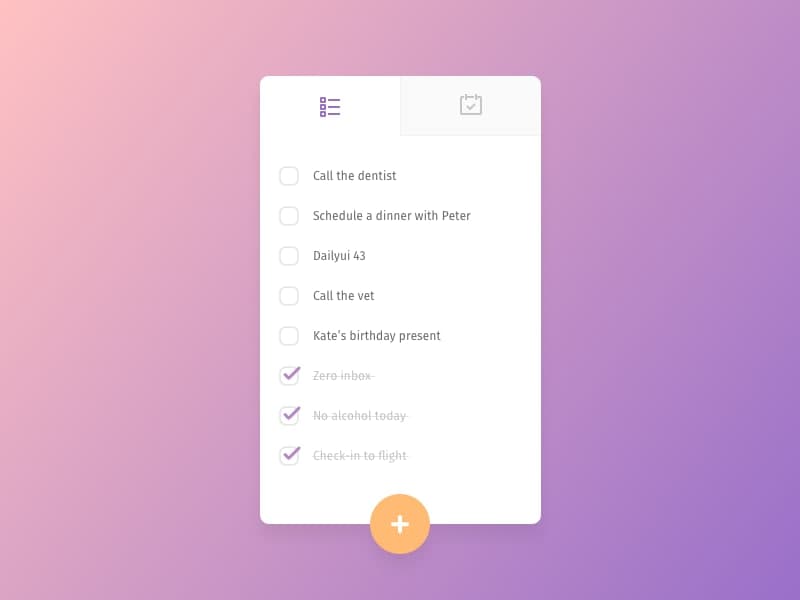 Call the dentist
Schedule a dinner with Peter
Dailyui 43
Call the vet
Kate's birthday present
Zero inbox
No alcohol today
Check-in to flight